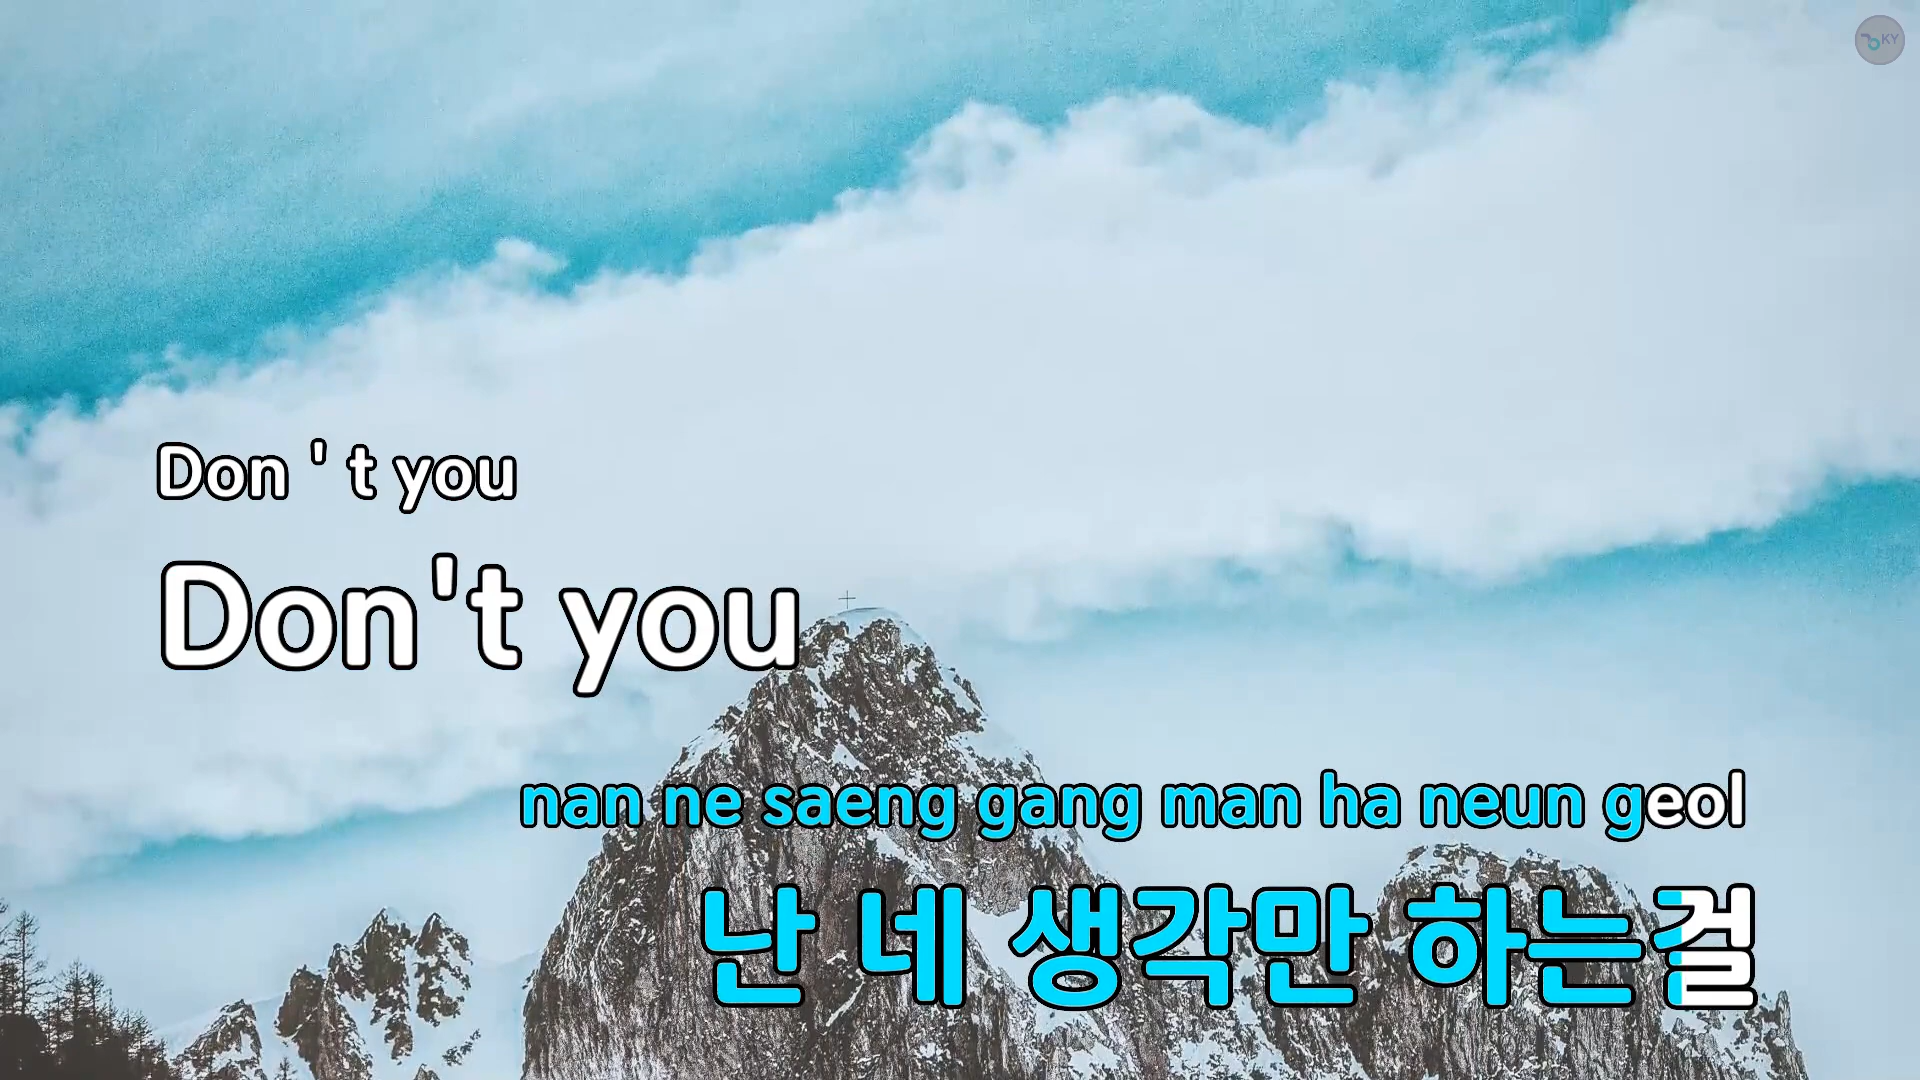 KY
Don ' t you
Don't you
nan ne saeng gang man ha neun geol
난 네 생각만 하는걸